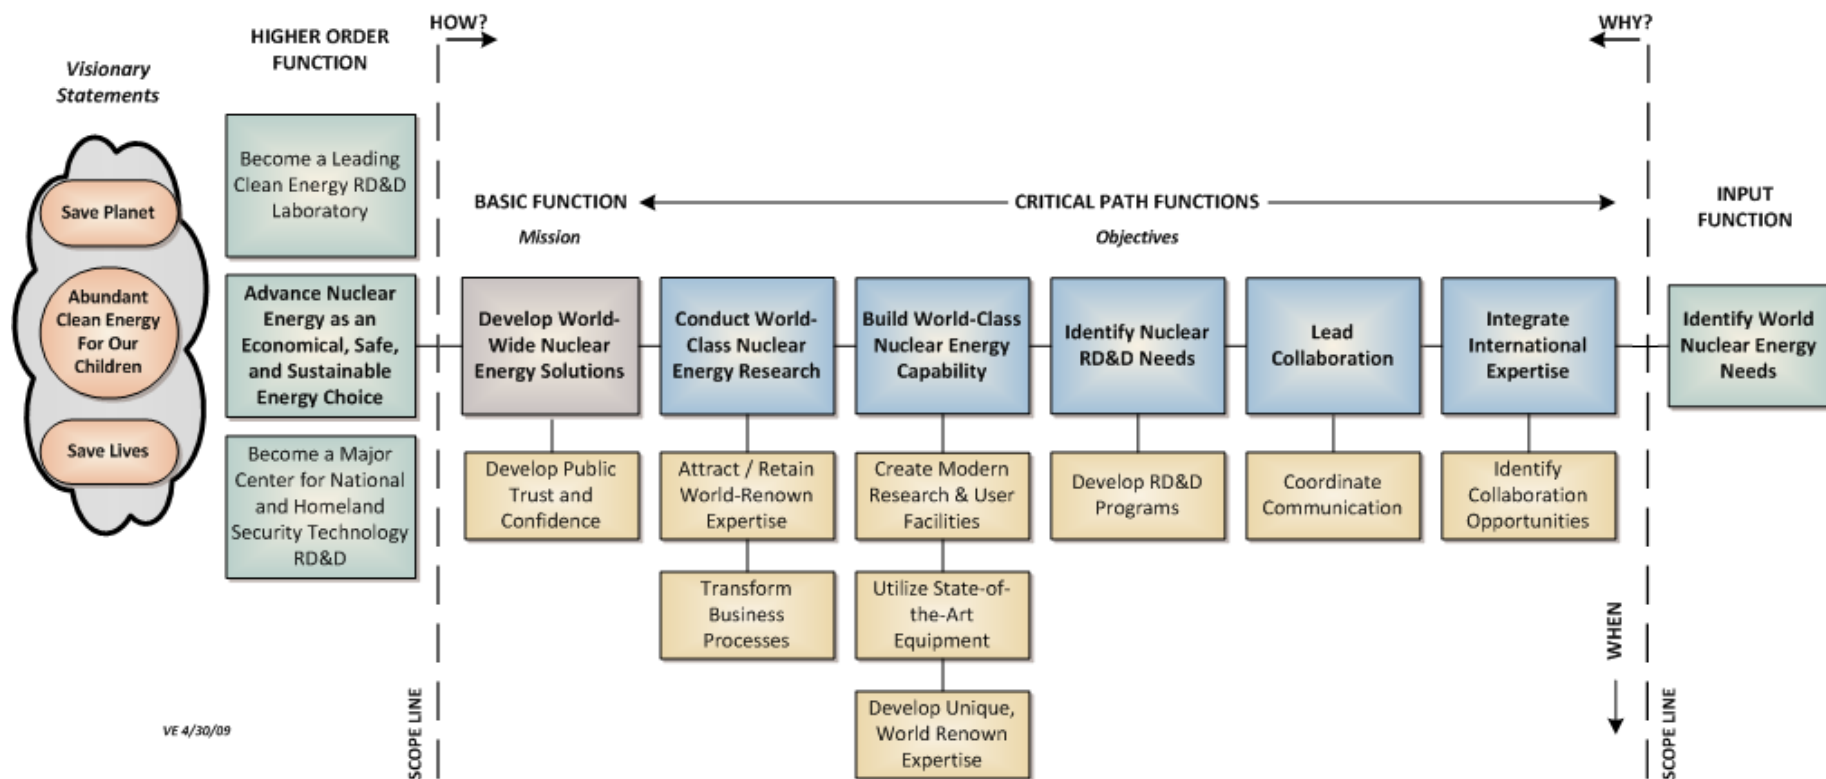 HOW?
WHY?
HIGHER ORDER
FUNCTION
Visionary
Statements
Save Planet
Abundant
Clean Energy
For Our
Children
Save Lives
Become a Leading
Clean Energy RD&D
Laboratory
Advance Nuclear
Energy as an
Economical, Safe,
and Sustainable
Energy Choice
Become a Major
Center for National
and Homeland
Security Technology
RD&D
BASIC FUNCTION
Mission
CRITICAL PATH FUNCTIONS
Objectives
INPUT
FUNCTION
Develop World-
Wide Nuclear
Energy Solutions
Conduct World-
Class Nuclear
Energy Research
Build World-Class
Nuclear Energy
Capability
Identify Nuclear
RD&D Needs
Lead
Collaboration
Integrate
International
Expertise
Identify World
Nuclear Energy
Needs
Develop Public
Trust and
Confidence
Attract / Retain
World-Renown
Expertise
Create Modern
Research & User
Facilities
Develop RD&D
Programs
Coordinate
Communication
Identify
Collaboration
Opportunities
Transform
Business
Processes
Utilize State-of-
the-Art
Equipment
Develop Unique,
World Renown
Expertise
WHEN
SCOPE LINE
SCOPE LINE
VE 4/30/09